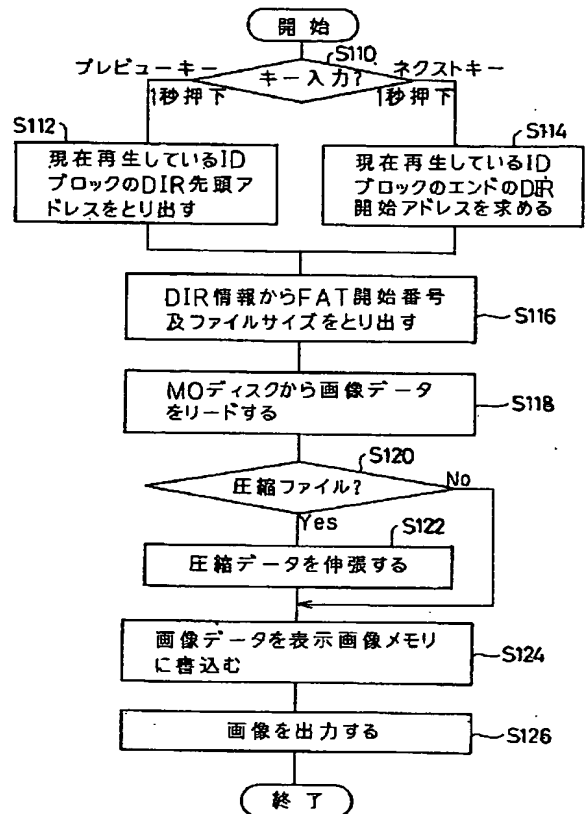 開始
S110
プレビューキー
キー入力?
ネクストキー
1秒押下
1秒押下
S112
S114
現在再生しているID
ブロックのDIR先頭ア
ドレスをとり出す
現在再生しているID
ブロックのエンドのDIR
開始アドレスを求める
DIR情報からFAT開始番号
及ファイルサイズをとり出す
S116
MOディスクから画像データ
をリードする
S118
S120
圧縮ファイル?
No
Yes
S122
圧縮データを伸張する
画像データを表示画像メモリ
に書込む
S124
画像を出力する
S126
終了